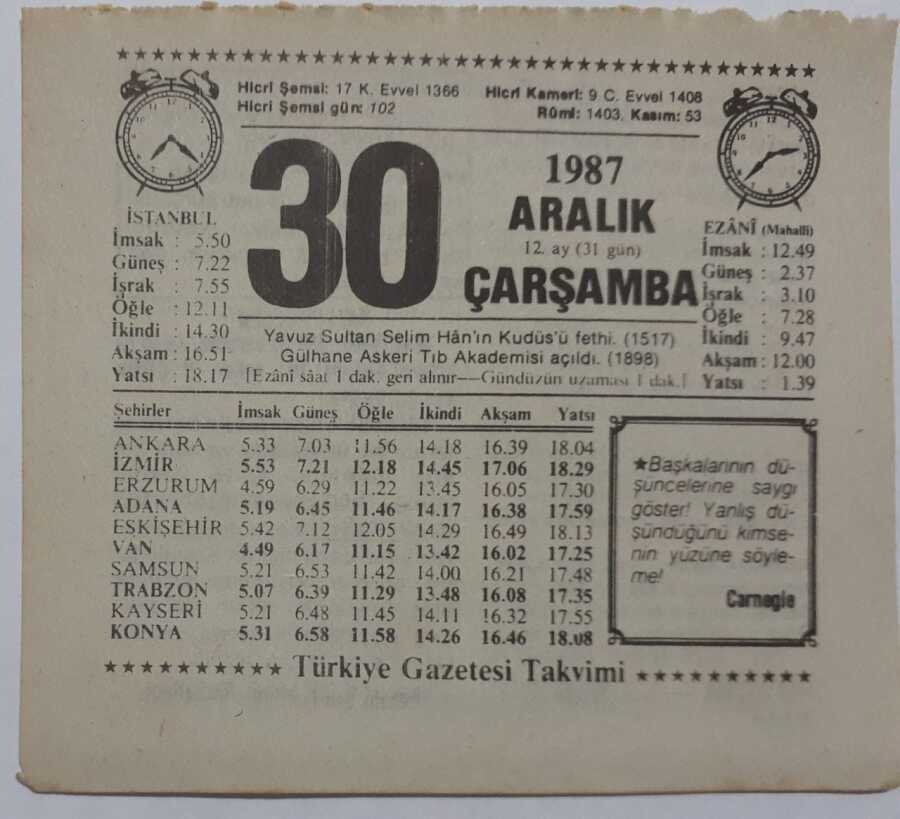 Hicrî Şemsî: 17 K. Evvel 1366 Hicrî Kamerî: 9 C. Evvel 1408
Hicri Şemsî gün: 102 Rûmî: 1403, Kasım: 53
30
1987
ARALIK
12. ay (31 gün)
ÇARŞAMBA
İSTANBUL
İmsak : 5.50
Güneş : 7.22
İşrak : 7.55
Öğle : 12.11
İkindi : 14.30
Akşam : 16.51
Yatsı : 18.17
EZÂNÎ (Mahallî)
İmsak : 12.49
Güneş : 2.37
İşrak : 3.10
Öğle : 7.28
İkindi : 9.47
Akşam : 12.00
Yatsı : 1.39
Yavuz Sultan Selim Hân'ın Kudüs'ü fethi. (1517)
Gülhane Askeri Tıb Akademisi açıldı. (1898)
[Ezânî sâat 1 dak. geri alınır—Gündüzün uzaması 1 dak.]
Şehirler İmsak Güneş Öğle İkindi Akşam Yatsı
ANKARA 5.33 7.03 11.56 14.18 16.39 18.04
İZMİR 5.53 7.21 12.18 14.45 17.06 18.29
ERZURUM 4.59 6.29 11.22 13.45 16.05 17.30
ADANA 5.19 6.45 11.46 14.17 16.38 17.59
ESKİŞEHİR 5.42 7.12 12.05 14.29 16.49 18.13
VAN 4.49 6.17 11.15 13.42 16.02 17.25
SAMSUN 5.21 6.53 11.42 14.00 16.21 17.48
TRABZON 5.07 6.39 11.29 13.48 16.08 17.35
KAYSERİ 5.21 6.48 11.45 14.11 16.32 17.55
KONYA 5.31 6.58 11.58 14.26 16.46 18.08
★Başkalarının dü-
şüncelerine saygı
göster! Yanlış dü-
şündüğünü kimse-
nin yüzüne söyle-
me!
Carnegie
★★★★★★★★★★ Türkiye Gazetesi Takvimi ★★★★★★★★★★